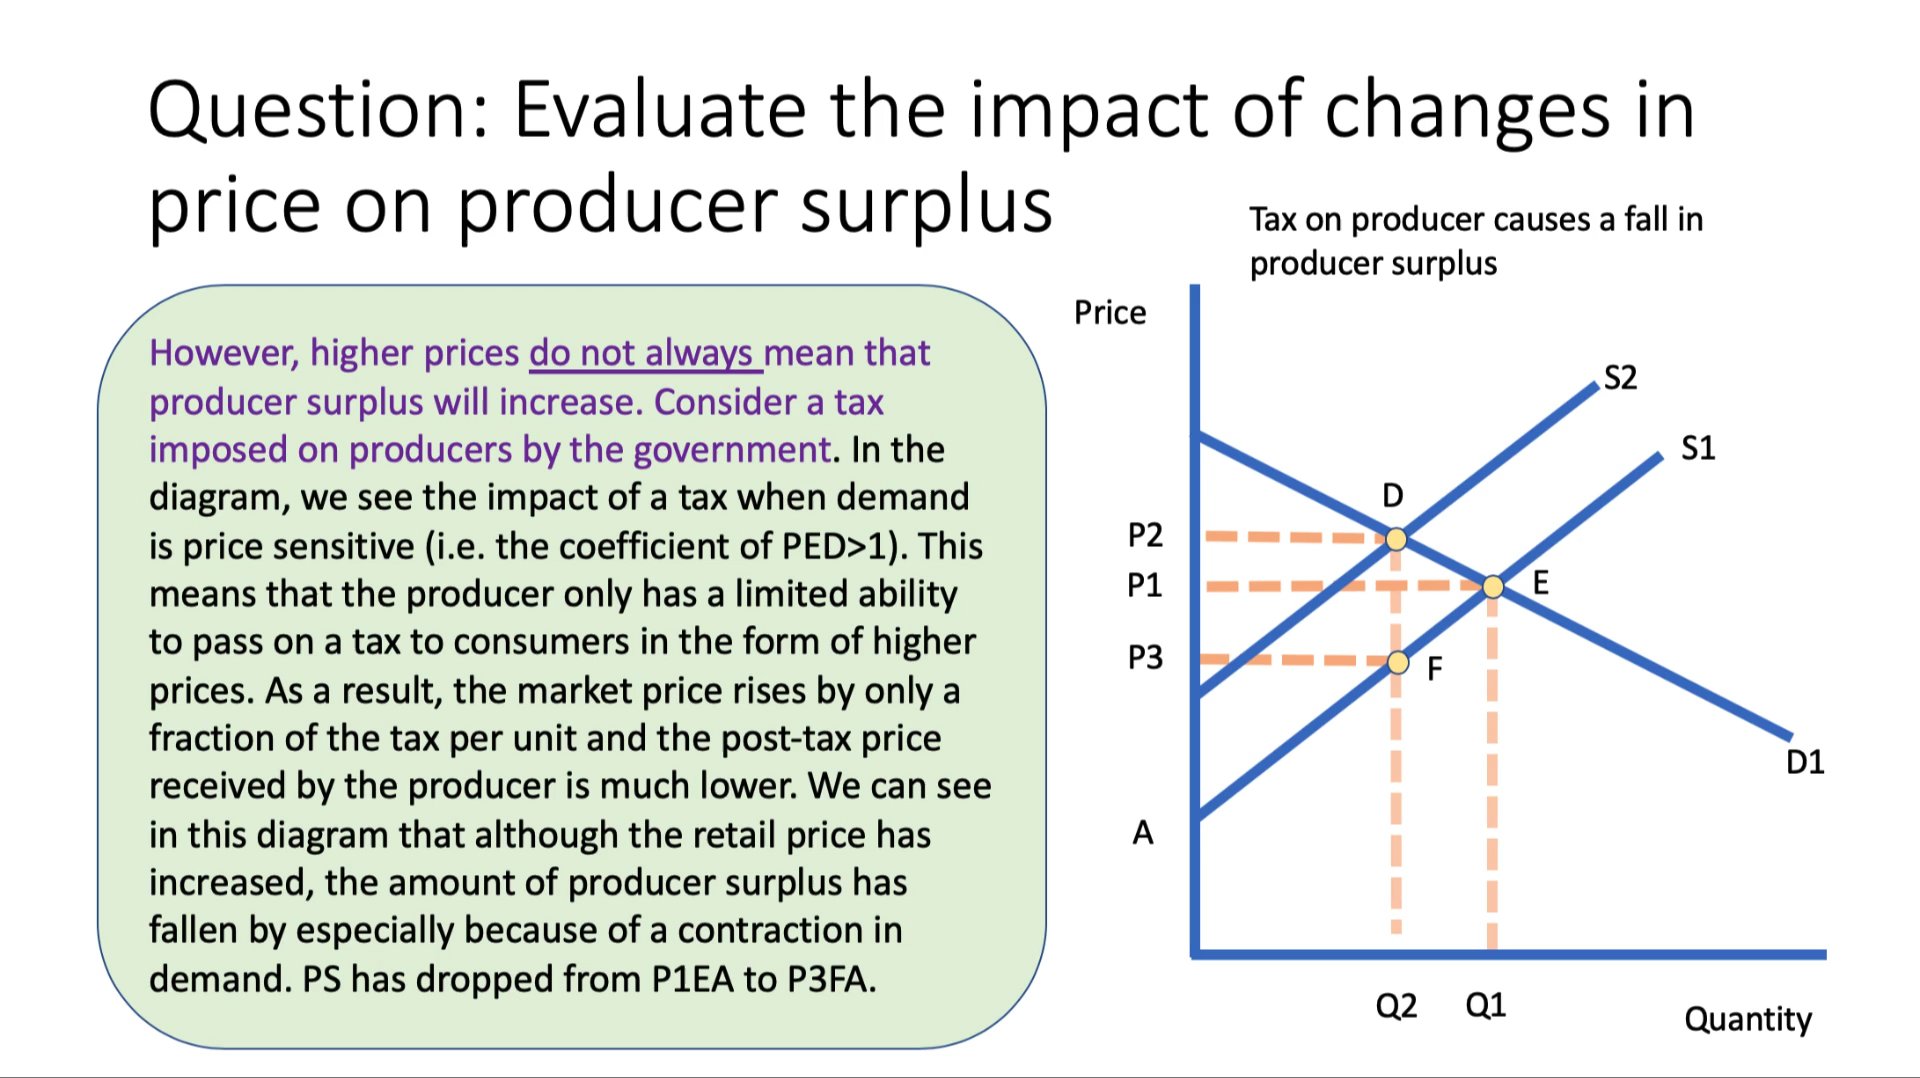 Question: Evaluate the impact of changes in
price on producer surplus
Tax on producer causes a fall in
producer surplus
However, higher prices do not always mean that
producer surplus will increase. Consider a tax
imposed on producers by the government. In the
diagram, we see the impact of a tax when demand
is price sensitive (i.e. the coefficient of PED>1). This
means that the producer only has a limited ability
to pass on a tax to consumers in the form of higher
prices. As a result, the market price rises by only a
fraction of the tax per unit and the post-tax price
received by the producer is much lower. We can see
in this diagram that although the retail price has
increased, the amount of producer surplus has
fallen by especially because of a contraction in
demand. PS has dropped from P1EA to P3FA.
Price
S2
S1
D
P2
P1
E
P3
F
D1
A
Q2
Q1
Quantity